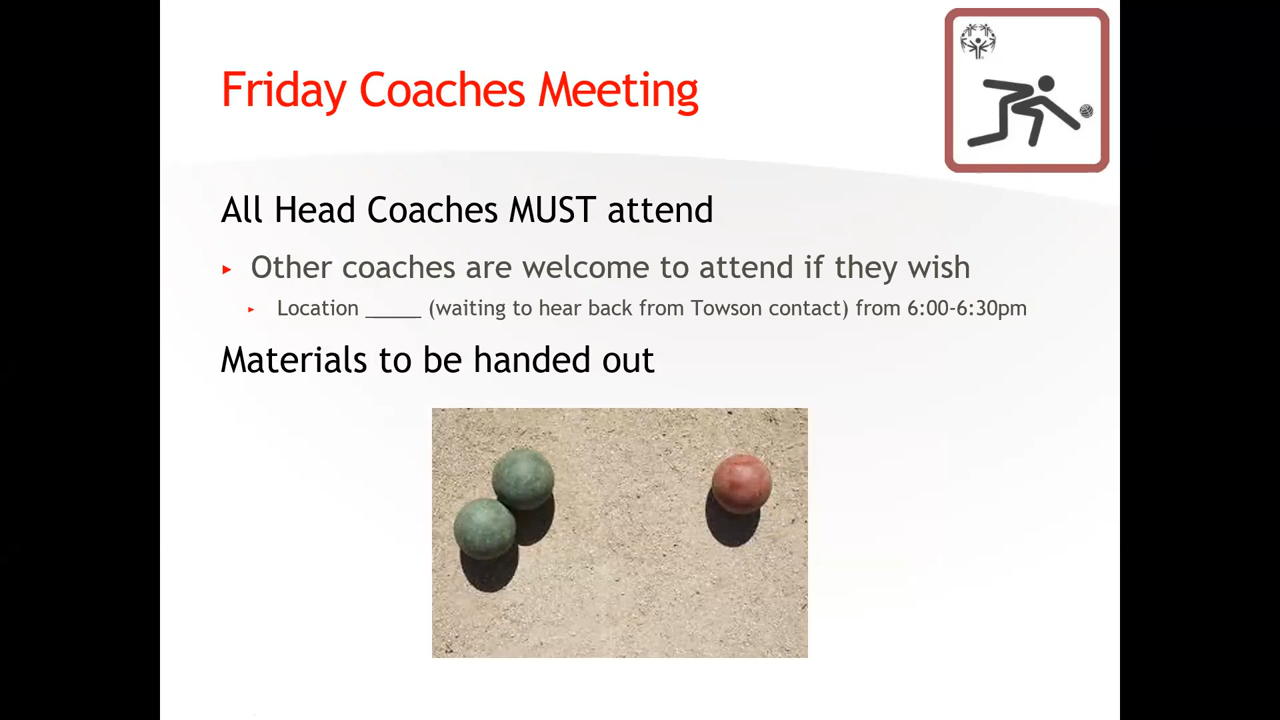 Friday Coaches Meeting
All Head Coaches MUST attend
Other coaches are welcome to attend if they wish
Location _____ (waiting to hear back from Towson contact) from 6:00-6:30pm
Materials to be handed out